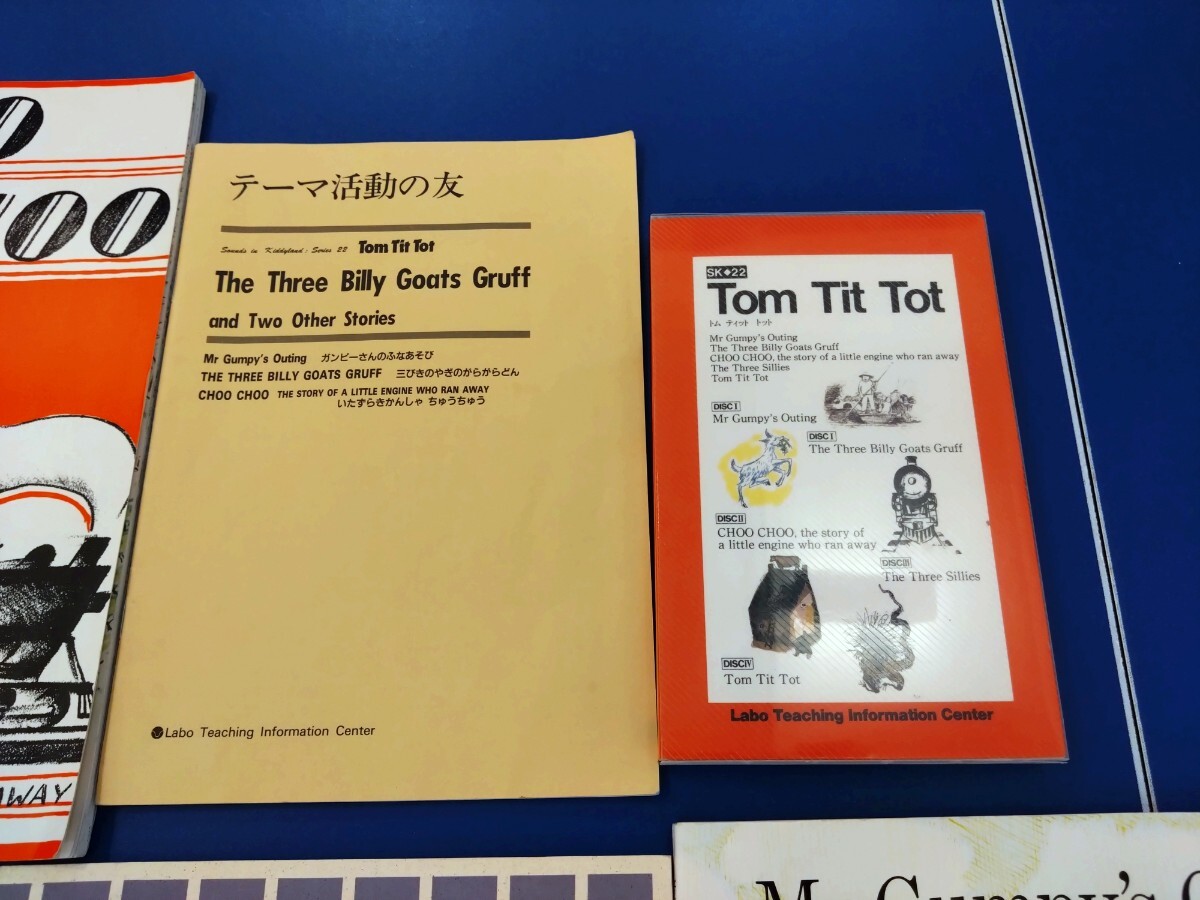 OO
WAY
テーマ活動の友
Sounds in Kiddyland: Series 22 Tom Tit Tot
The Three Billy Goats Gruff
and Two Other Stories
Mr Gumpy's Outing ガンピーさんのふなあそび
THE THREE BILLY GOATS GRUFF 三びきのやぎのがらがらどん
CHOO CHOO THE STORY OF A LITTLE ENGINE WHO RAN AWAY
いたずらきかんしゃ ちゅうちゅう
Labo Teaching Information Center
SK◆22
Tom Tit Tot
トム ティット トット
Mr Gumpy's Outing
The Three Billy Goats Gruff
CHOO CHOO, the story of a little engine who ran away
The Three Sillies
Tom Tit Tot
DISC I
Mr Gumpy's Outing
DISC I
The Three Billy Goats Gruff
DISC II
CHOO CHOO, the story of
a little engine who ran away
DISC III
The Three Sillies
DISC IV
Tom Tit Tot
Labo Teaching Information Center
Mr Gumpy's